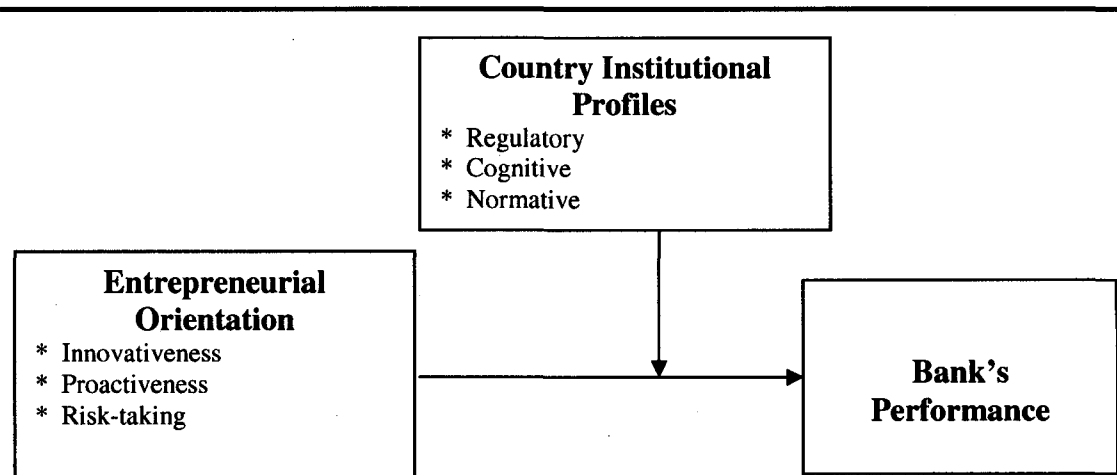 Country Institutional
Profiles
* Regulatory
* Cognitive
* Normative
Entrepreneurial
Orientation
* Innovativeness
* Proactiveness
* Risk-taking
Bank's
Performance